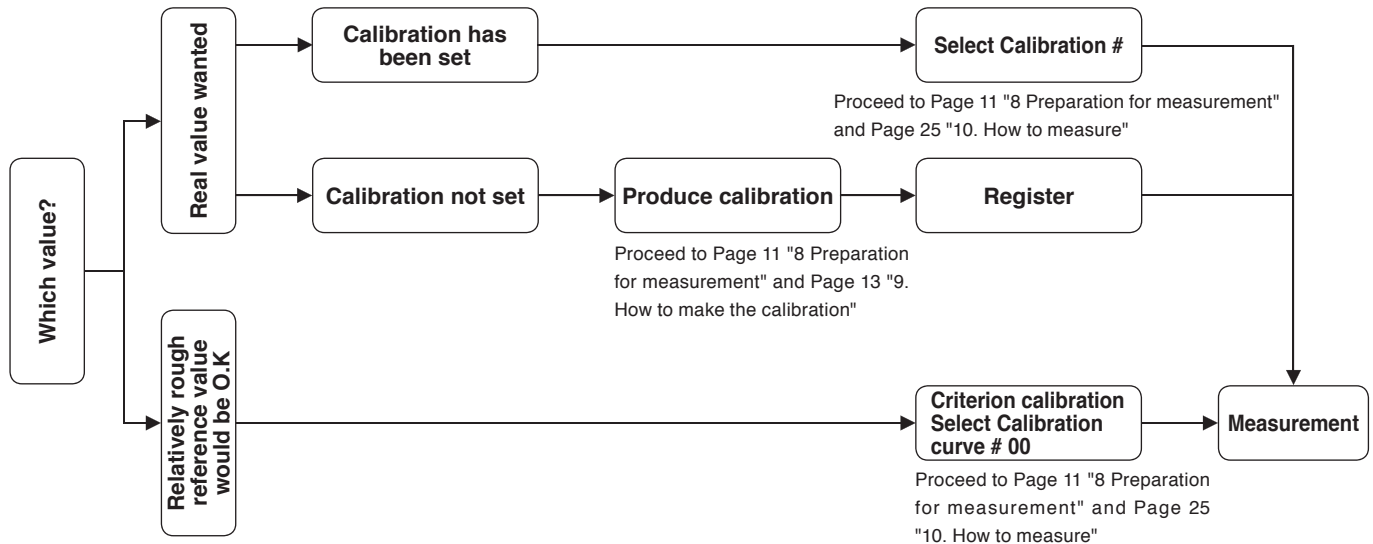 Which value?
Real value wanted
Calibration has
been set
Select Calibration #
Proceed to Page 11 "8 Preparation for measurement"
and Page 25 "10. How to measure"
Calibration not set
Produce calibration
Register
Proceed to Page 11 "8 Preparation
for measurement" and Page 13 "9.
How to make the calibration"
Relatively rough
reference value
would be O.K
Criterion calibration
Select Calibration
curve # 00
Measurement
Proceed to Page 11 "8 Preparation
for measurement" and Page 25
"10. How to measure"